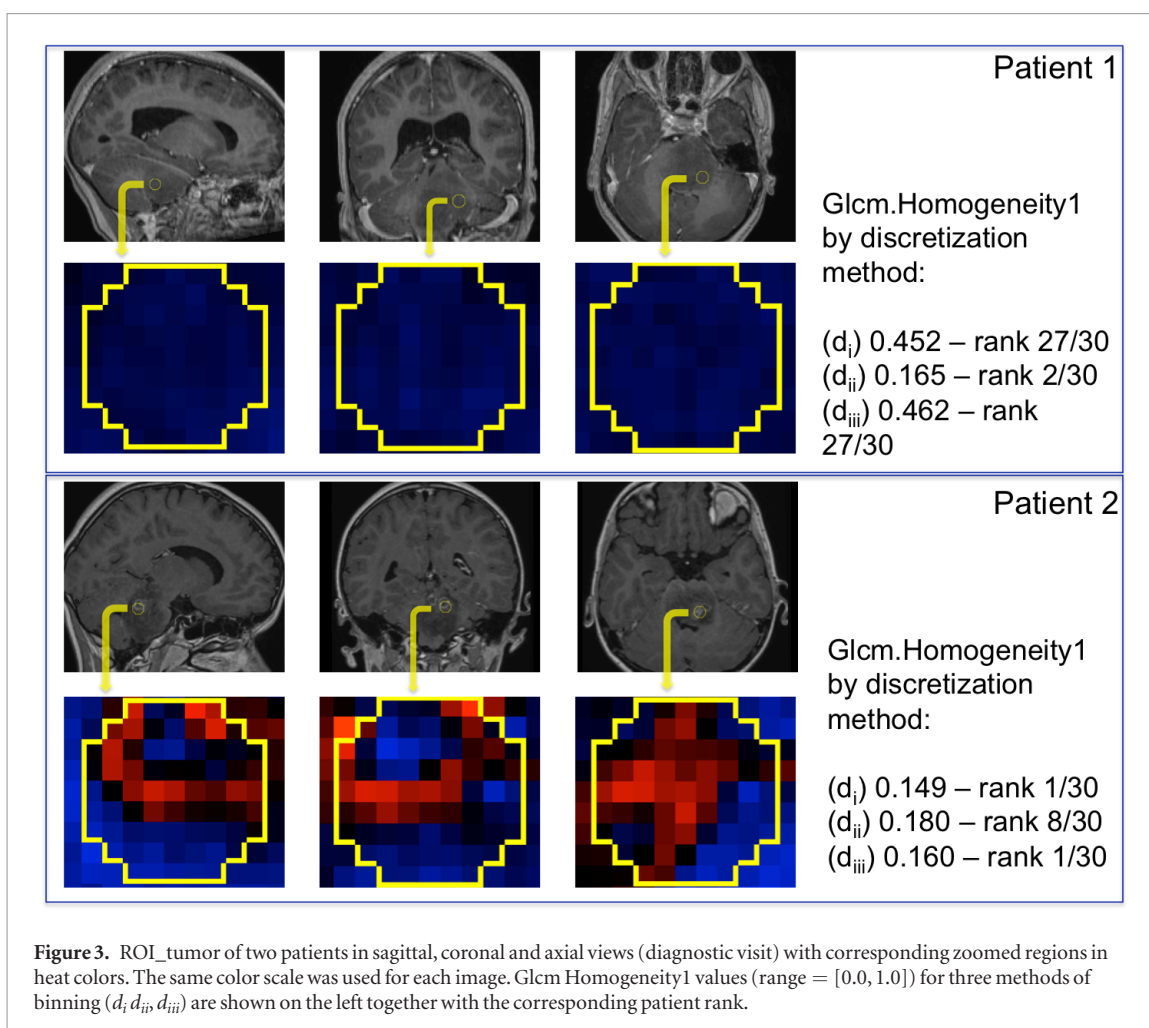 Patient 1
Glcm.Homogeneity1
by discretization
method:
(dᵢ) 0.452 – rank 27/30
(dᵢᵢ) 0.165 – rank 2/30
(dᵢᵢᵢ) 0.462 – rank
27/30
Patient 2
Glcm.Homogeneity1
by discretization
method:
(dᵢ) 0.149 – rank 1/30
(dᵢᵢ) 0.180 – rank 8/30
(dᵢᵢᵢ) 0.160 – rank 1/30
Figure 3. ROI_tumor of two patients in sagittal, coronal and axial views (diagnostic visit) with corresponding zoomed regions in
heat colors. The same color scale was used for each image. Glcm Homogeneity1 values (range = [0.0, 1.0]) for three methods of
binning (dᵢ dᵢᵢ, dᵢᵢᵢ) are shown on the left together with the corresponding patient rank.